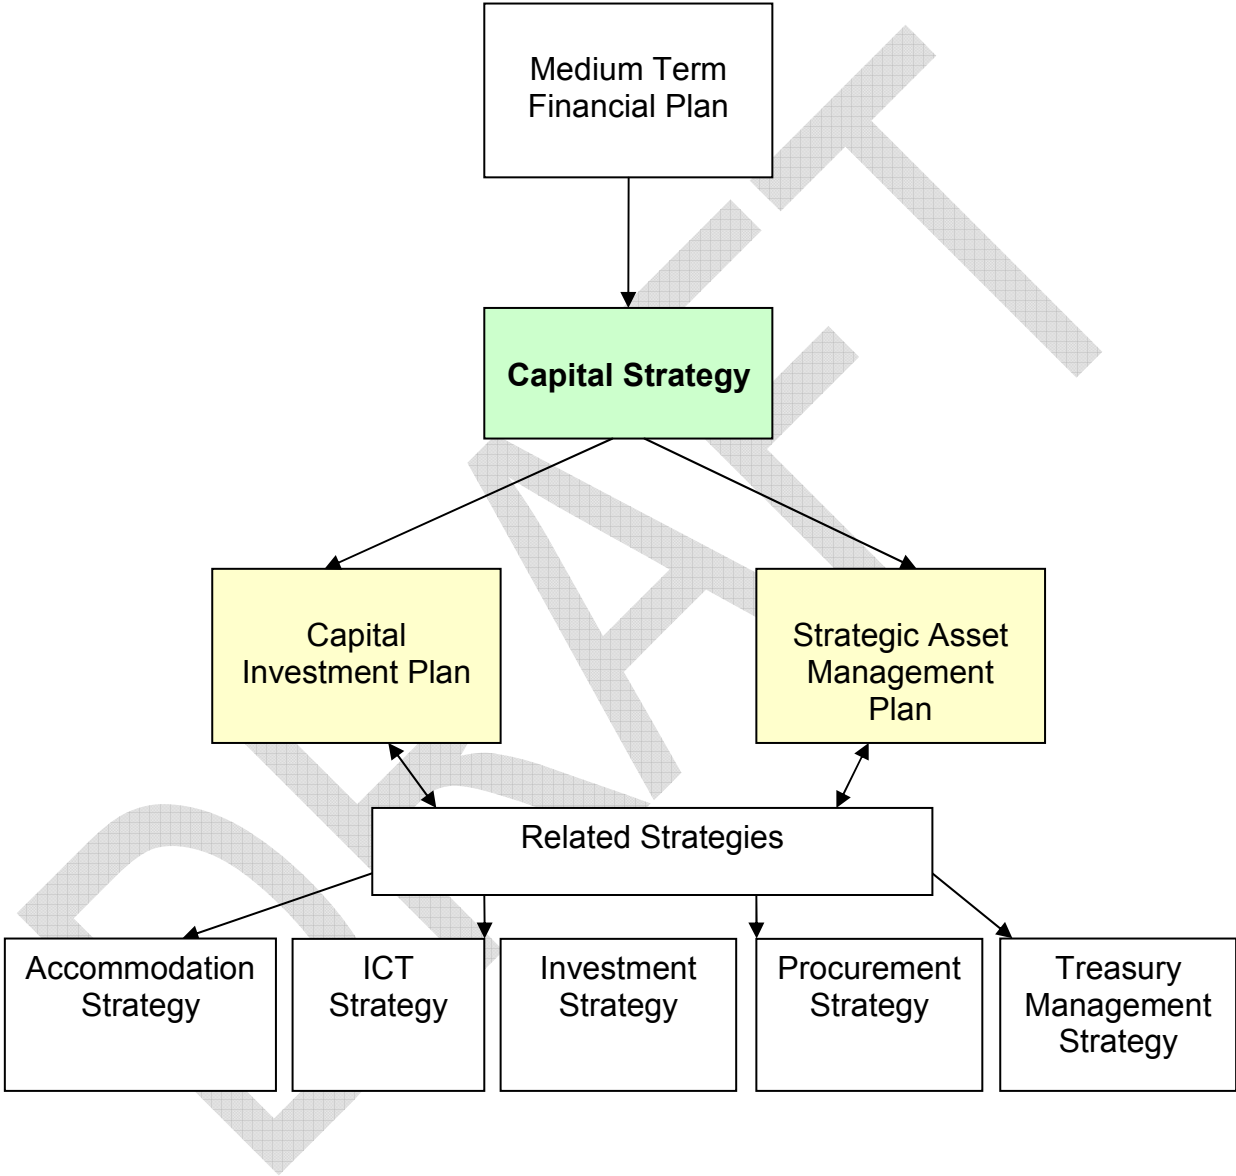 Medium Term
Financial Plan
Capital Strategy
Capital
Investment Plan
Strategic Asset
Management
Plan
Related Strategies
Accommodation
Strategy
ICT
Strategy
Investment
Strategy
Procurement
Strategy
Treasury
Management
Strategy
DRAFT